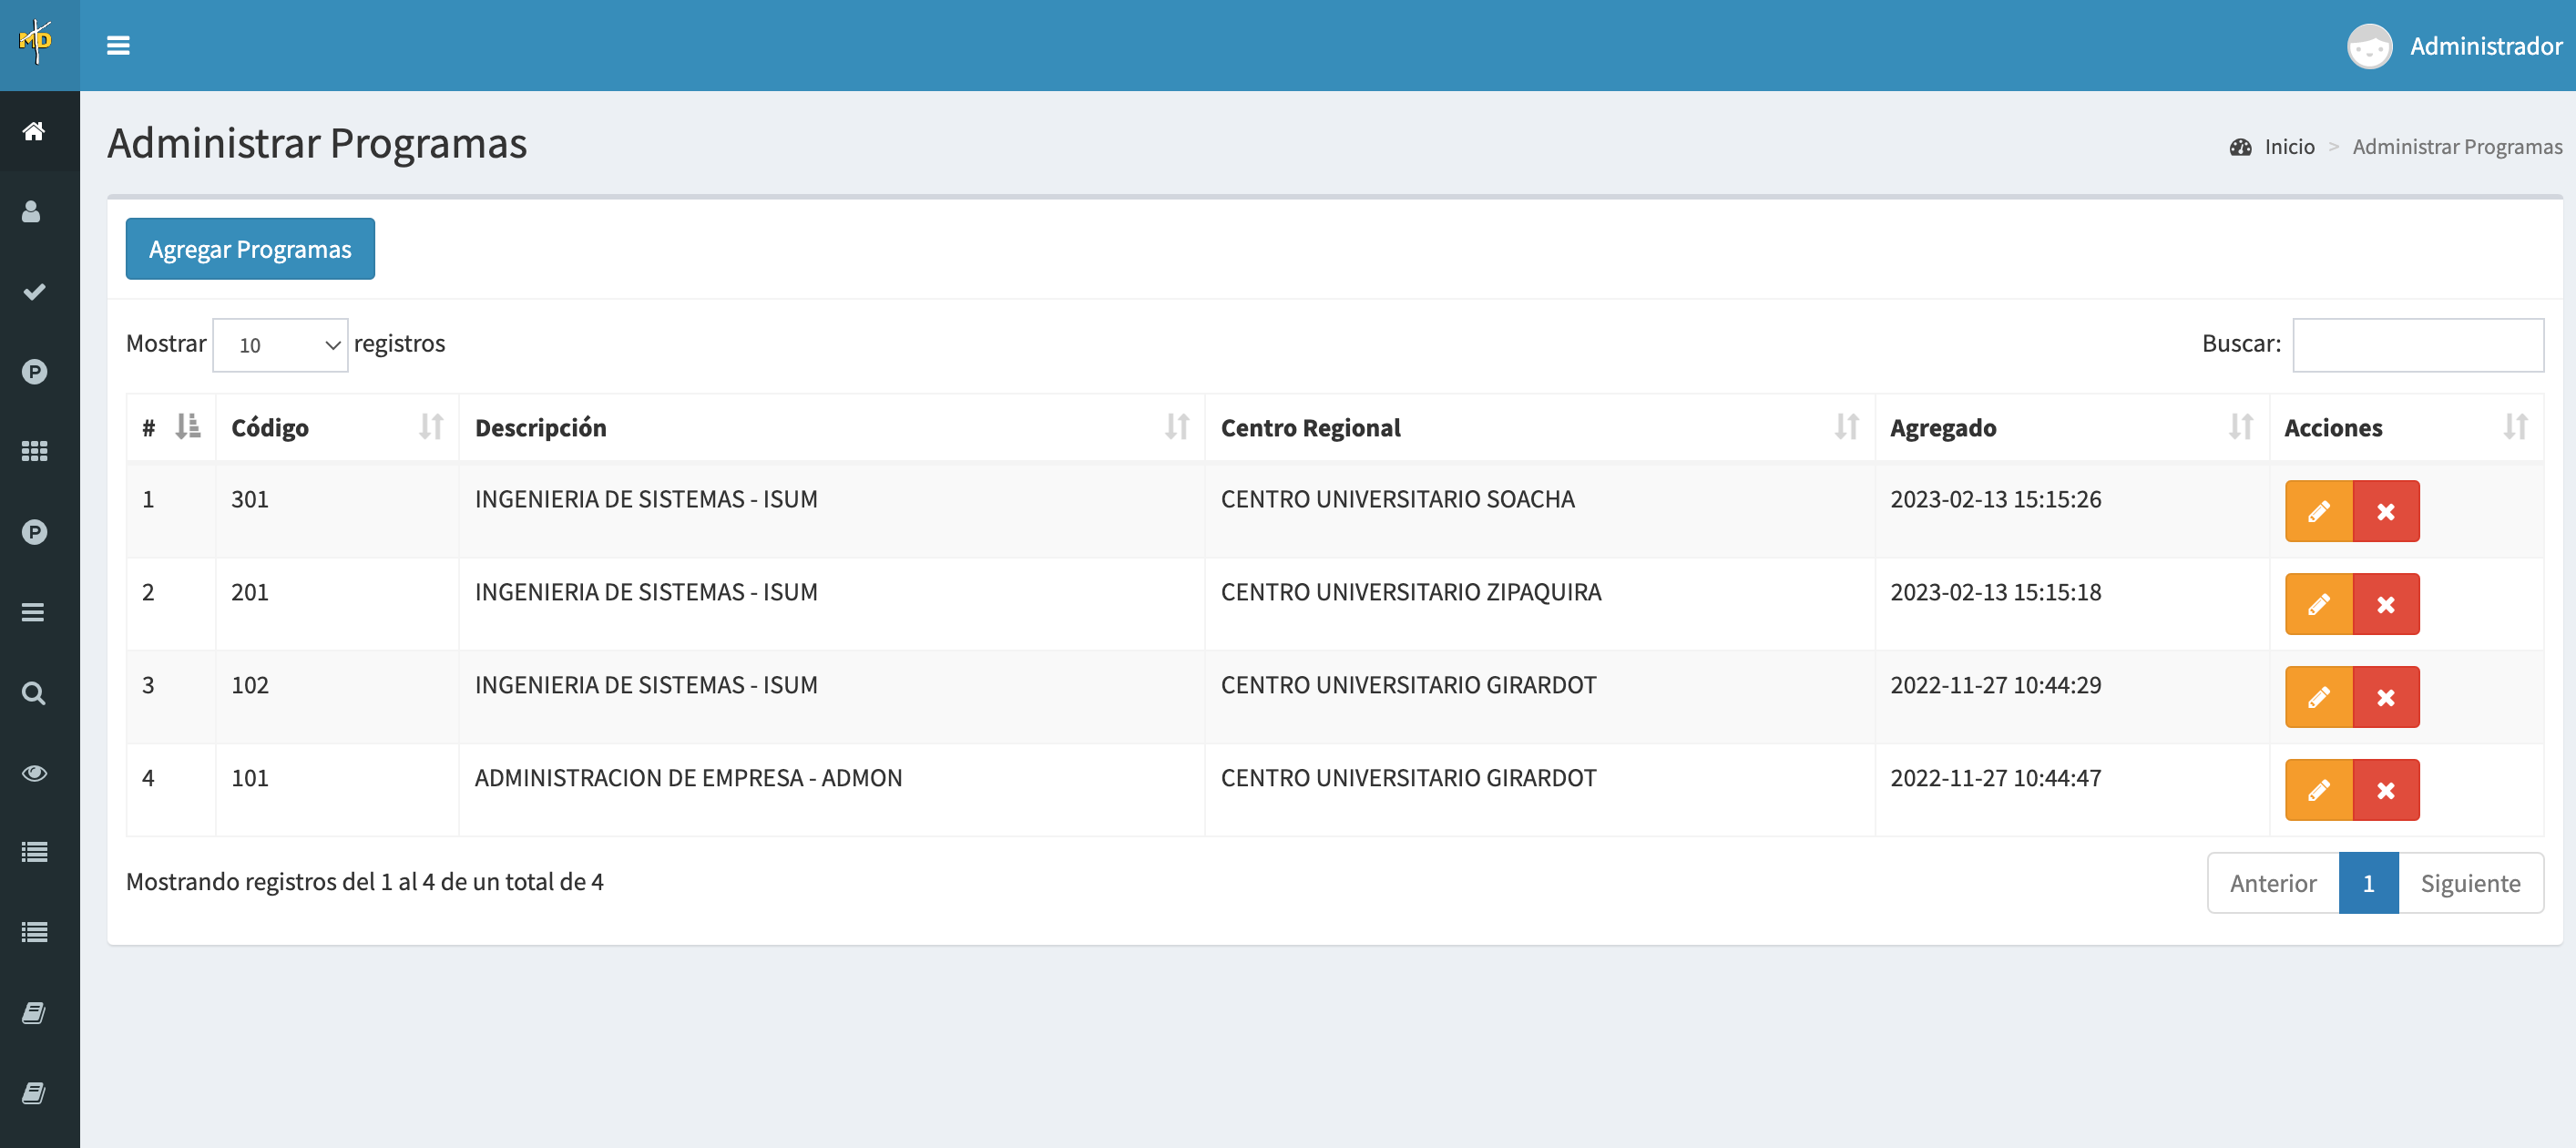 MD
Administrador
Administrar Programas
Inicio > Administrar Programas
Agregar Programas
Mostrar 10 registros
Buscar:
# Código Descripción Centro Regional Agregado Acciones
1 301 INGENIERIA DE SISTEMAS - ISUM CENTRO UNIVERSITARIO SOACHA 2023-02-13 15:15:26
2 201 INGENIERIA DE SISTEMAS - ISUM CENTRO UNIVERSITARIO ZIPAQUIRA 2023-02-13 15:15:18
3 102 INGENIERIA DE SISTEMAS - ISUM CENTRO UNIVERSITARIO GIRARDOT 2022-11-27 10:44:29
4 101 ADMINISTRACION DE EMPRESA - ADMON CENTRO UNIVERSITARIO GIRARDOT 2022-11-27 10:44:47
Mostrando registros del 1 al 4 de un total de 4
Anterior 1 Siguiente